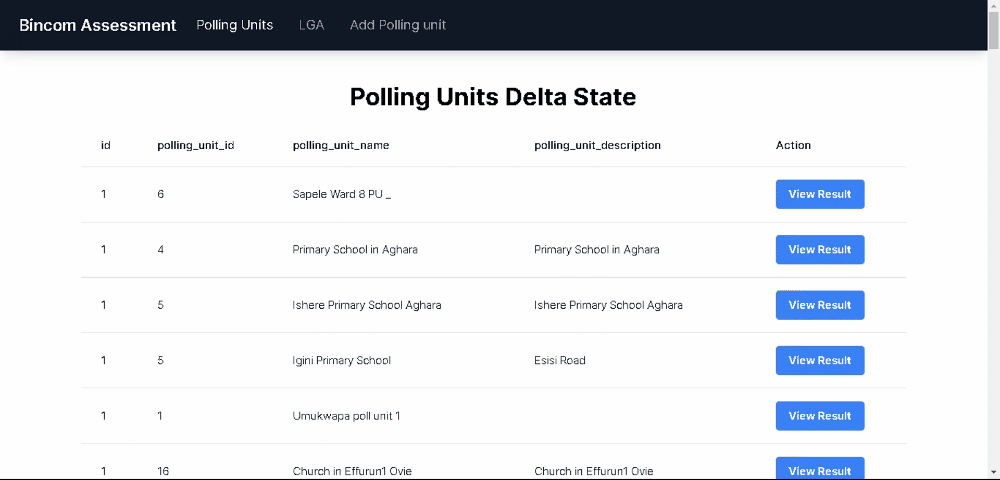 Bincom Assessment Polling Units LGA Add Polling unit
Polling Units Delta State
id polling_unit_id polling_unit_name polling_unit_description Action
1 6 Sapele Ward 8 PU _ View Result
1 4 Primary School in Aghara Primary School in Aghara View Result
1 5 Ishere Primary School Aghara Ishere Primary School Aghara View Result
1 5 Igini Primary School Esisi Road View Result
1 1 Umukwapa poll unit 1 View Result
1 16 Church in Effurun1 Ovie Church in Effurun1 Ovie View Result